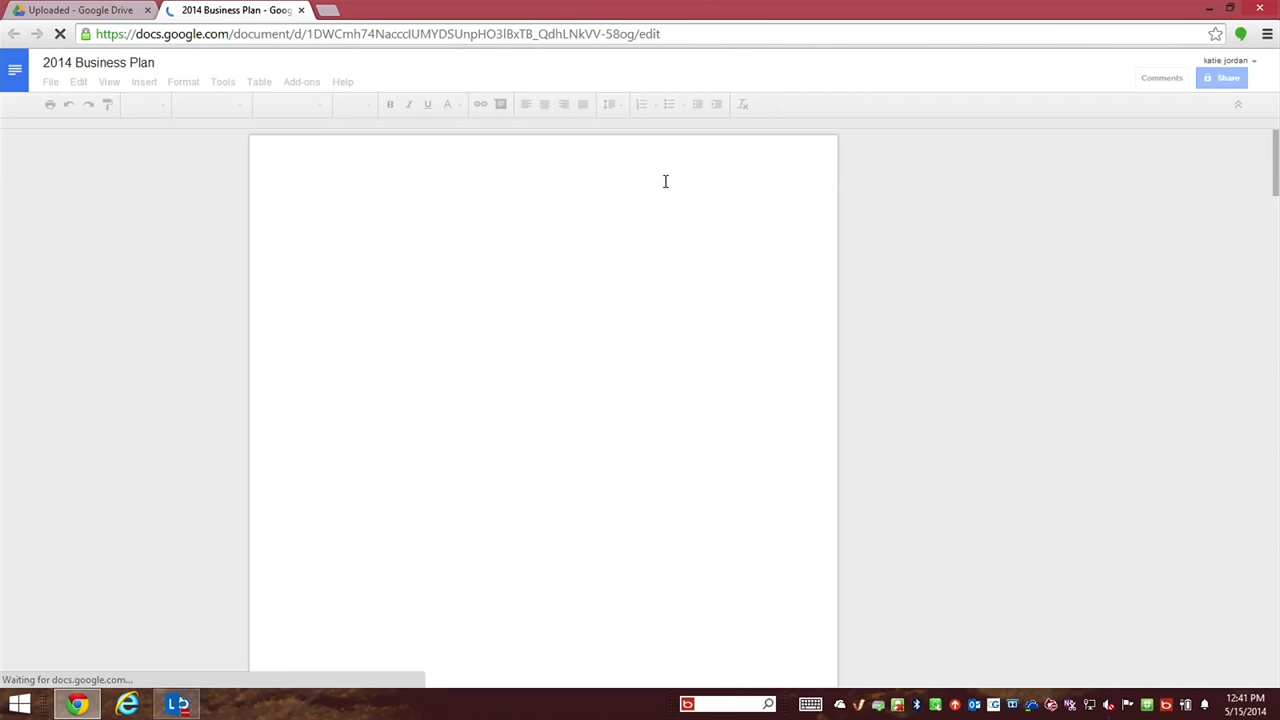 Uploaded - Google Drive
2014 Business Plan - Goog
https://docs.google.com/document/d/1DWCmh74NacccIUMYDSUnpHO3lBxTB_QdhLNkVV-58og/edit
2014 Business Plan
katie jordan
File Edit View Insert Format Tools Table Add-ons Help
Comments
Share
Waiting for docs.google.com...
12:41 PM
5/15/2014